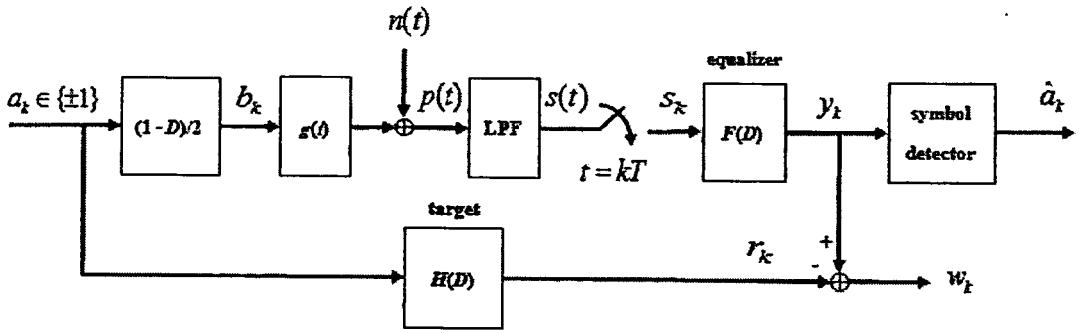 n(t)
equalizer
a_k ∈ {±1}
(1 - D)/2
b_k
g(t)
p(t)
LPF
s(t)
t = kT
s_k
F(D)
y_k
symbol
detector
â_k
target
H(D)
r_k
+
-
w_k